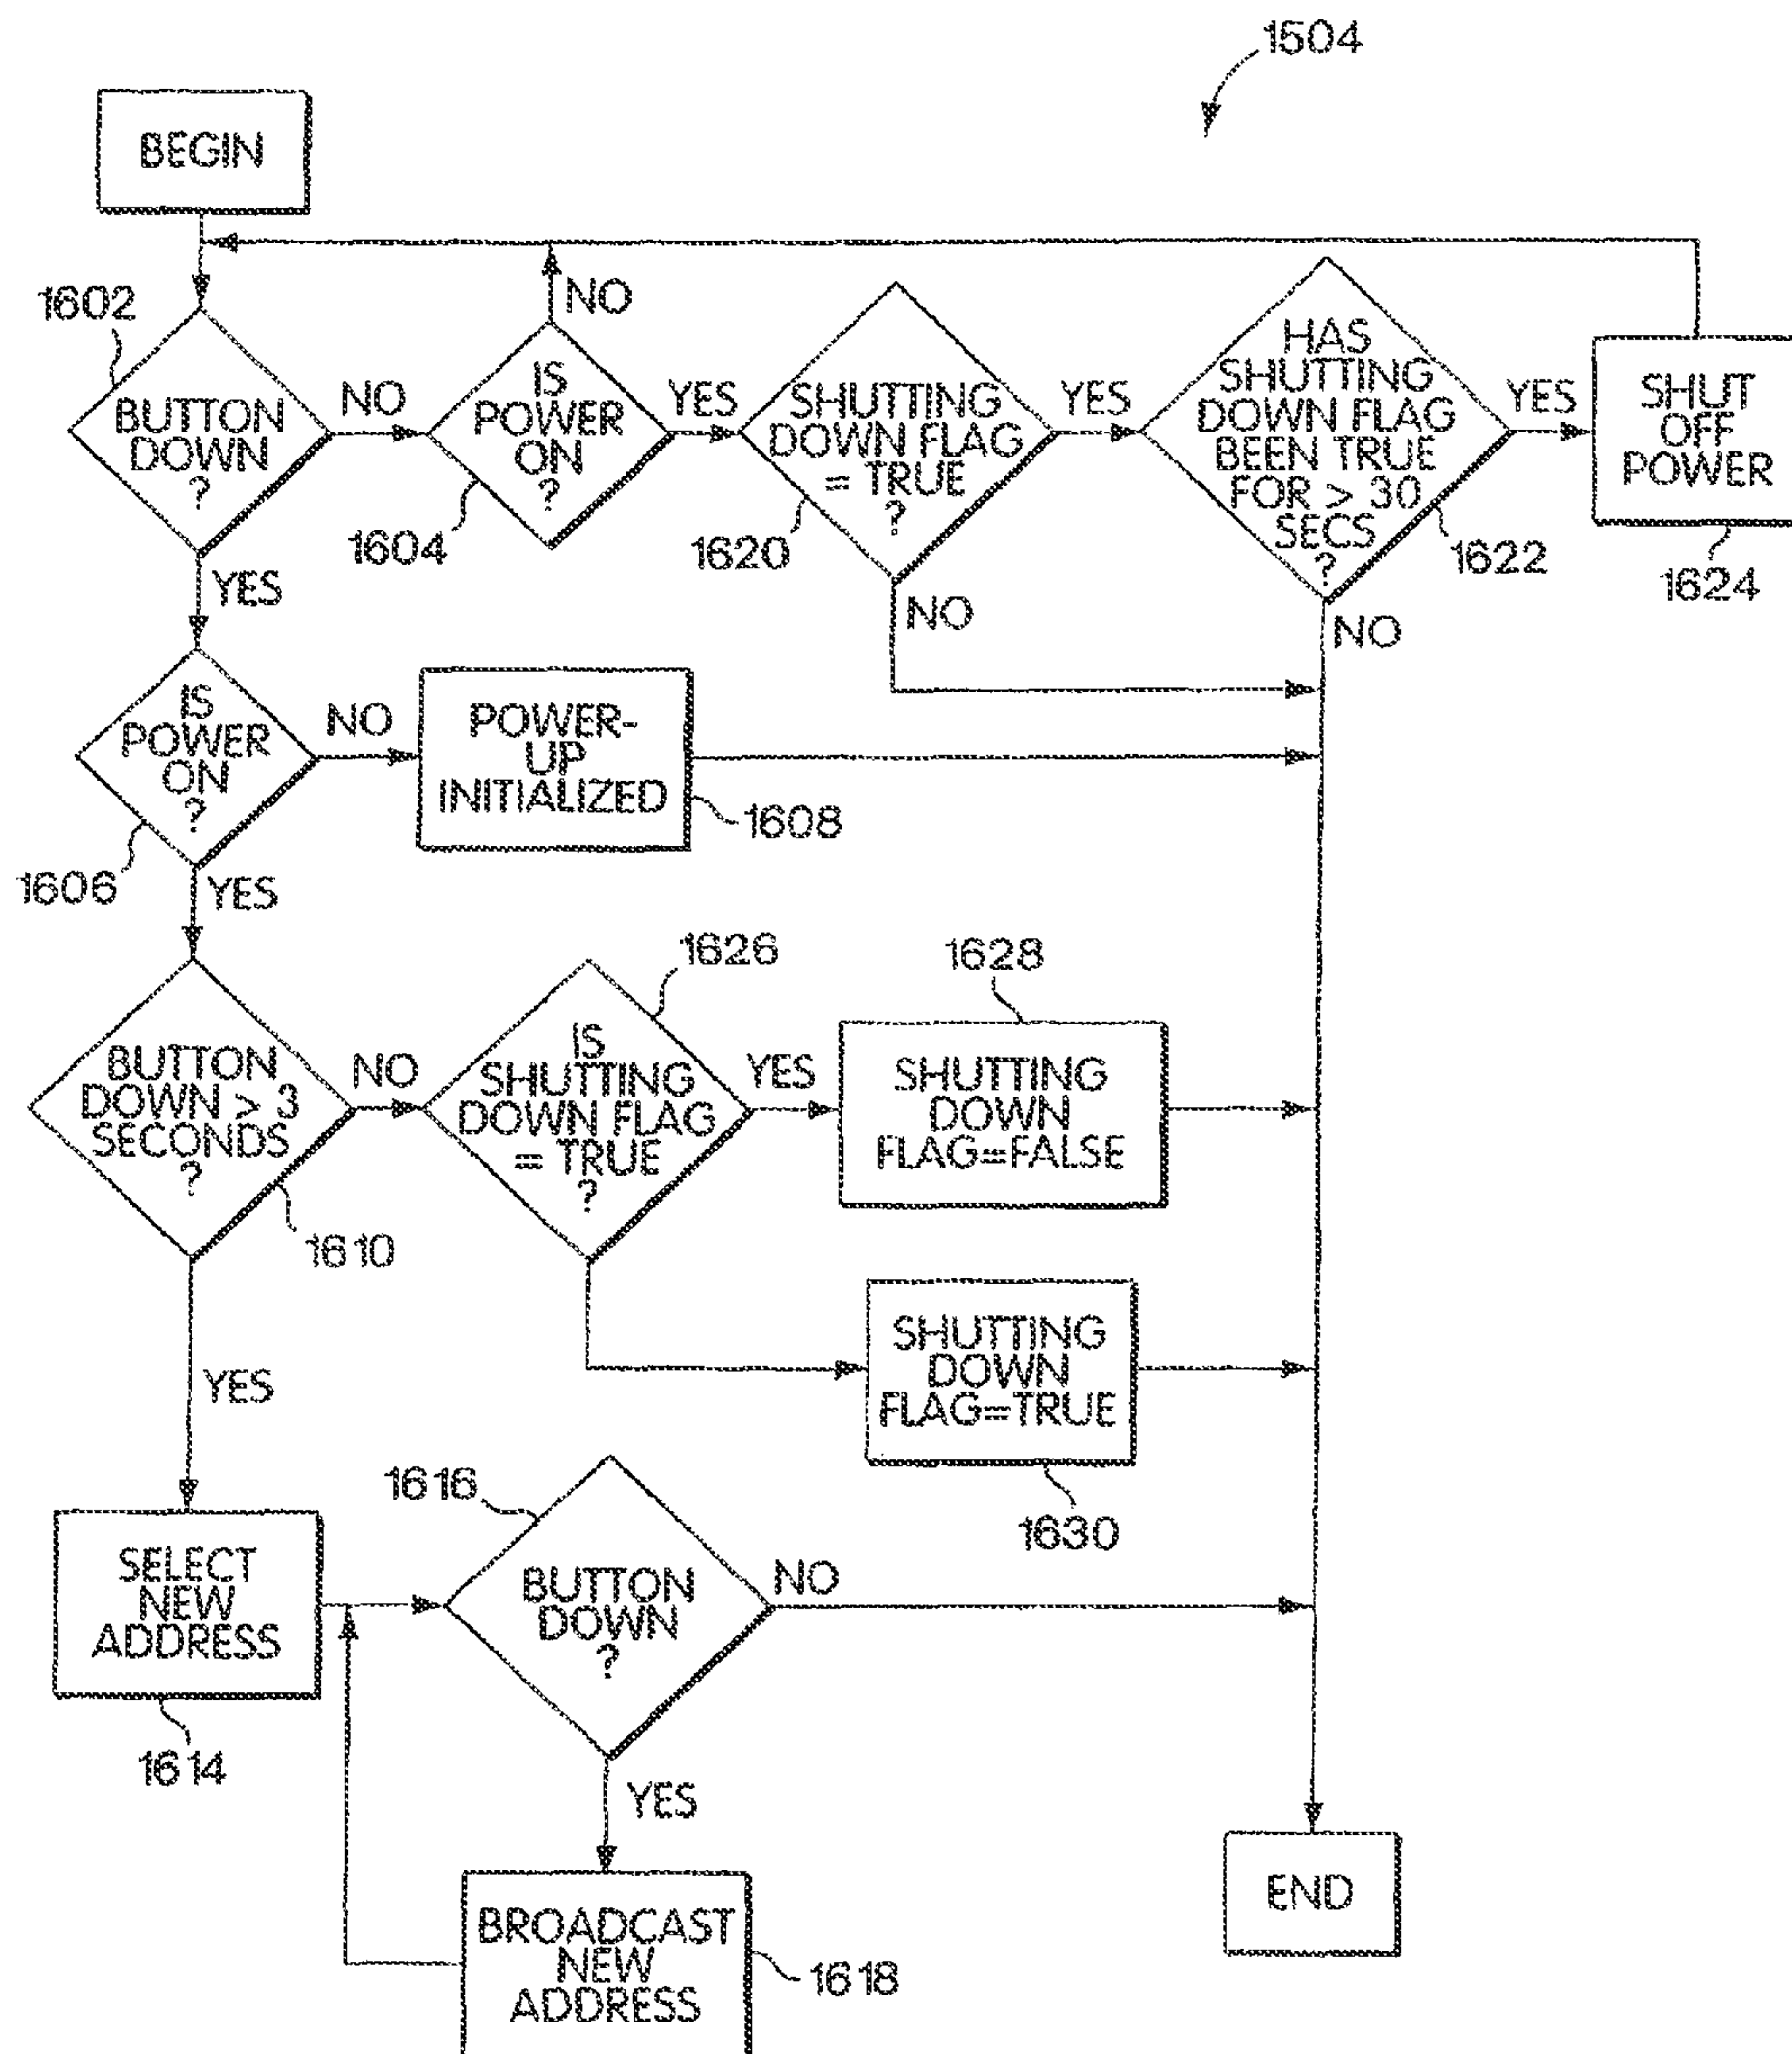 1504
BEGIN
1602
BUTTON
DOWN
?
NO
IS
POWER
ON
?
1604
NO
YES
SHUTTING
DOWN FLAG
= TRUE
?
1620
YES
NO
HAS
SHUTTING
DOWN FLAG
BEEN TRUE
FOR > 30
SECS
?
1622
YES
NO
SHUT
OFF
POWER
1624
YES
IS
POWER
ON
?
1606
NO
POWER-
UP
INITIALIZED
1608
YES
BUTTON
DOWN > 3
SECONDS
?
1610
NO
1626
IS
SHUTTING
DOWN FLAG
= TRUE
?
YES
1628
SHUTTING
DOWN
FLAG=FALSE
SHUTTING
DOWN
FLAG=TRUE
1630
YES
SELECT
NEW
ADDRESS
1614
1616
BUTTON
DOWN
?
NO
YES
BROADCAST
NEW
ADDRESS
1618
END